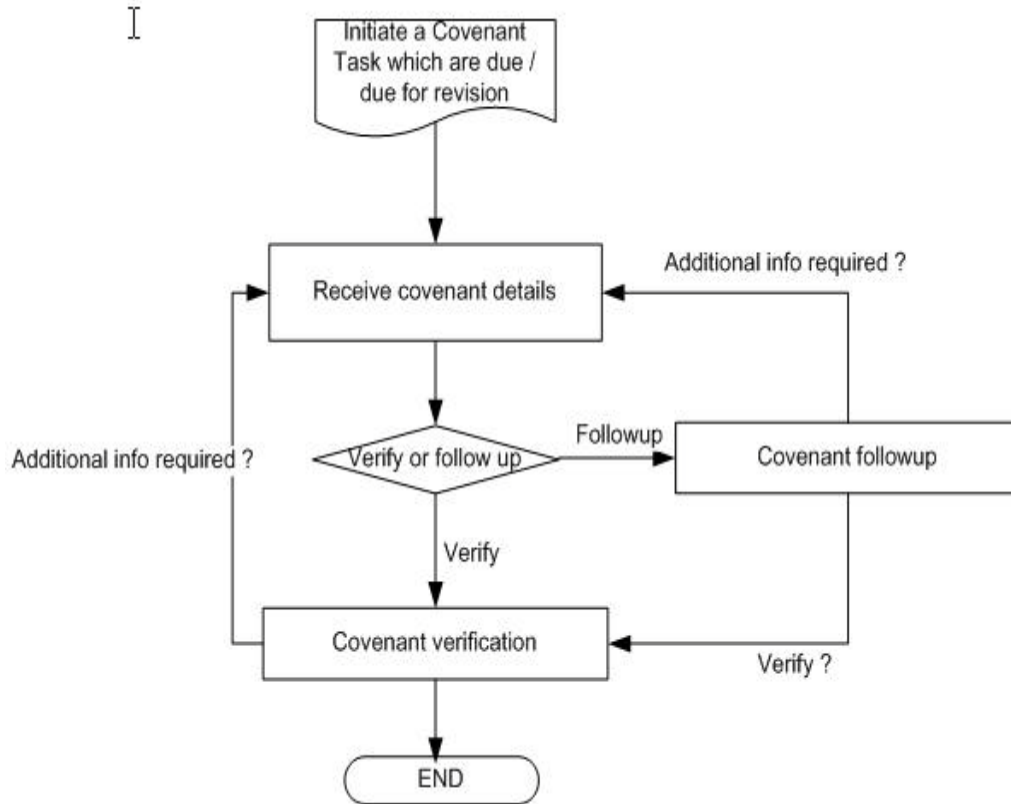 Initiate a Covenant
Task which are due /
due for revision
Additional info required ?
Receive covenant details
Followup
Additional info required ?
Verify or follow up
Covenant followup
Verify
Covenant verification
Verify ?
END